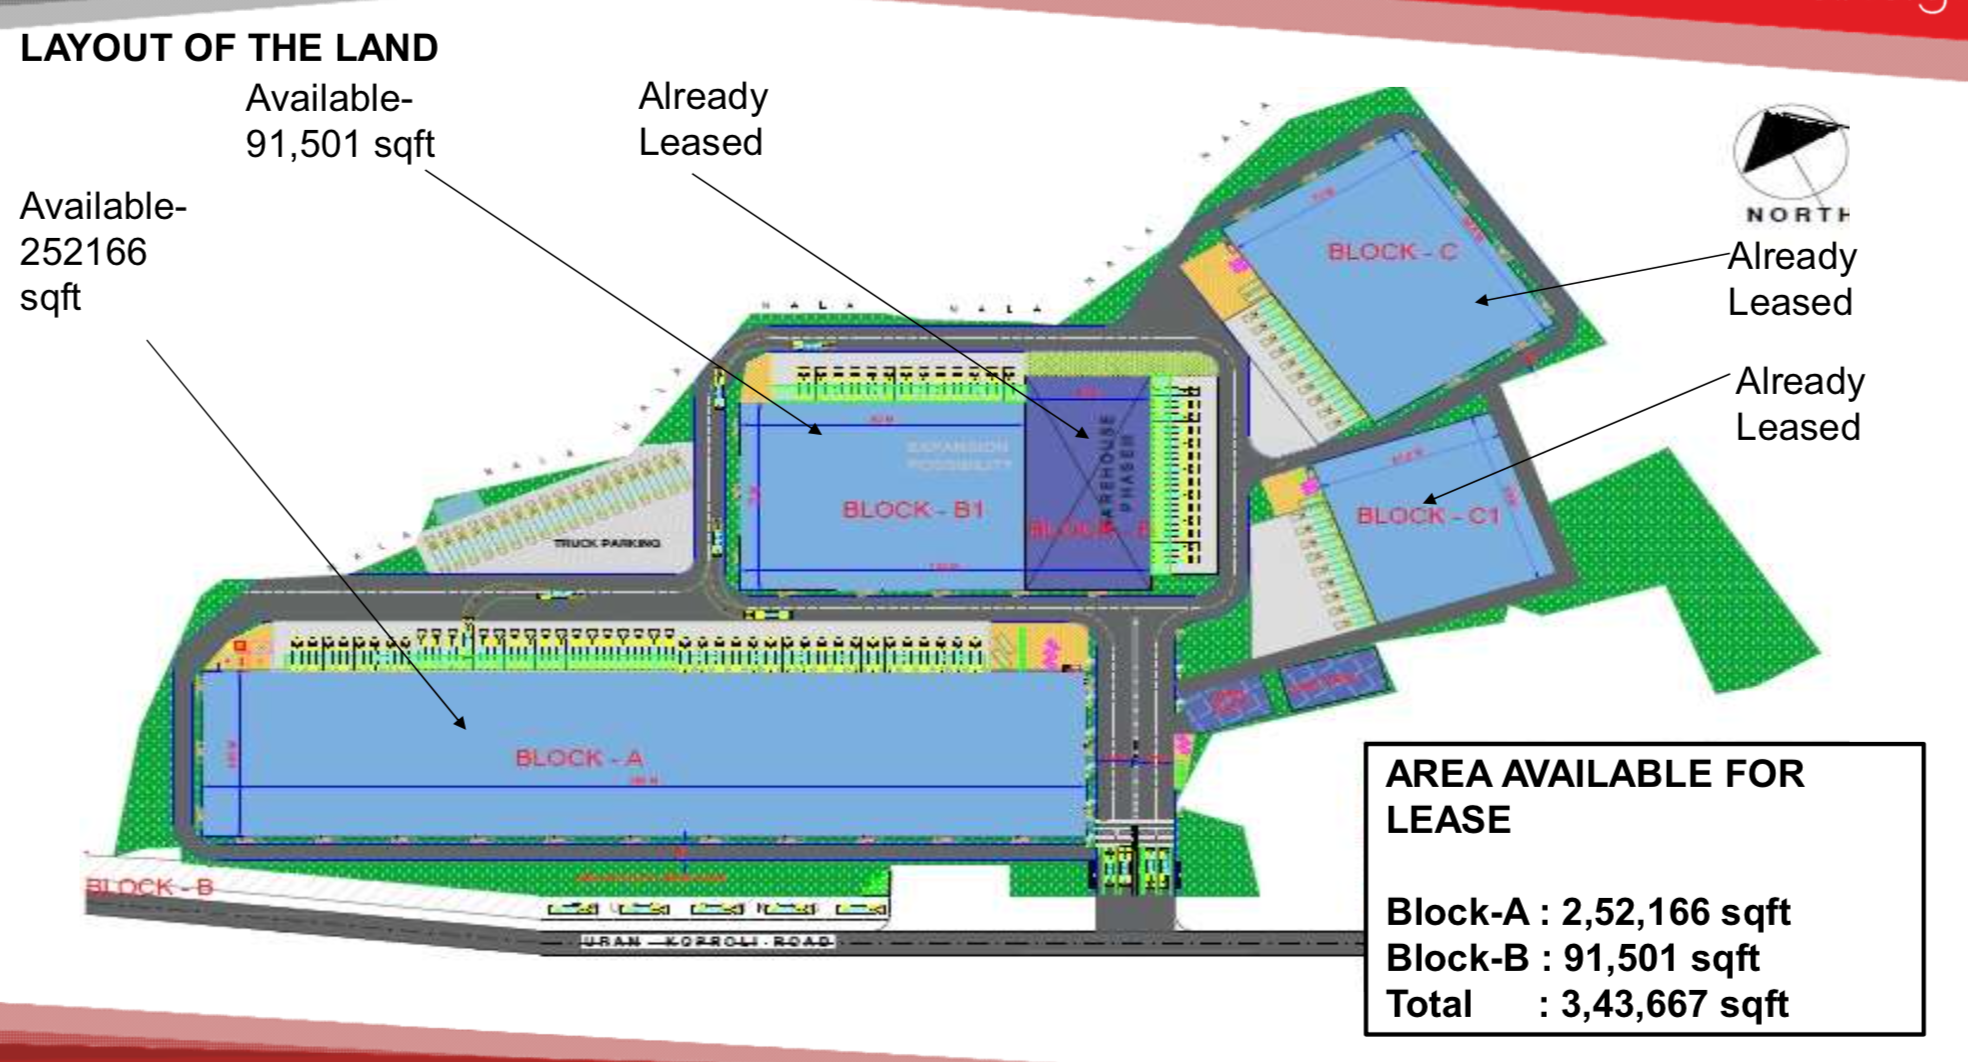 LAYOUT OF THE LAND
Available-
91,501 sqft
Already
Leased
Available-
252166
sqft
NORTH
Already
Leased
Already
Leased
BLOCK - C
BLOCK - C1
N A L A
N A L A
N A L A
N A L A
N A L A
N A L A
N A L A
EXPANSION
POSSIBILITY
BLOCK - B1
WAREHOUSE
PHASE II
BLOCK - B
TRUCK PARKING
BLOCK - A
BLOCK - B
URAN - KOPROLI ROAD
AREA AVAILABLE FOR
LEASE
Block-A : 2,52,166 sqft
Block-B : 91,501 sqft
Total : 3,43,667 sqft